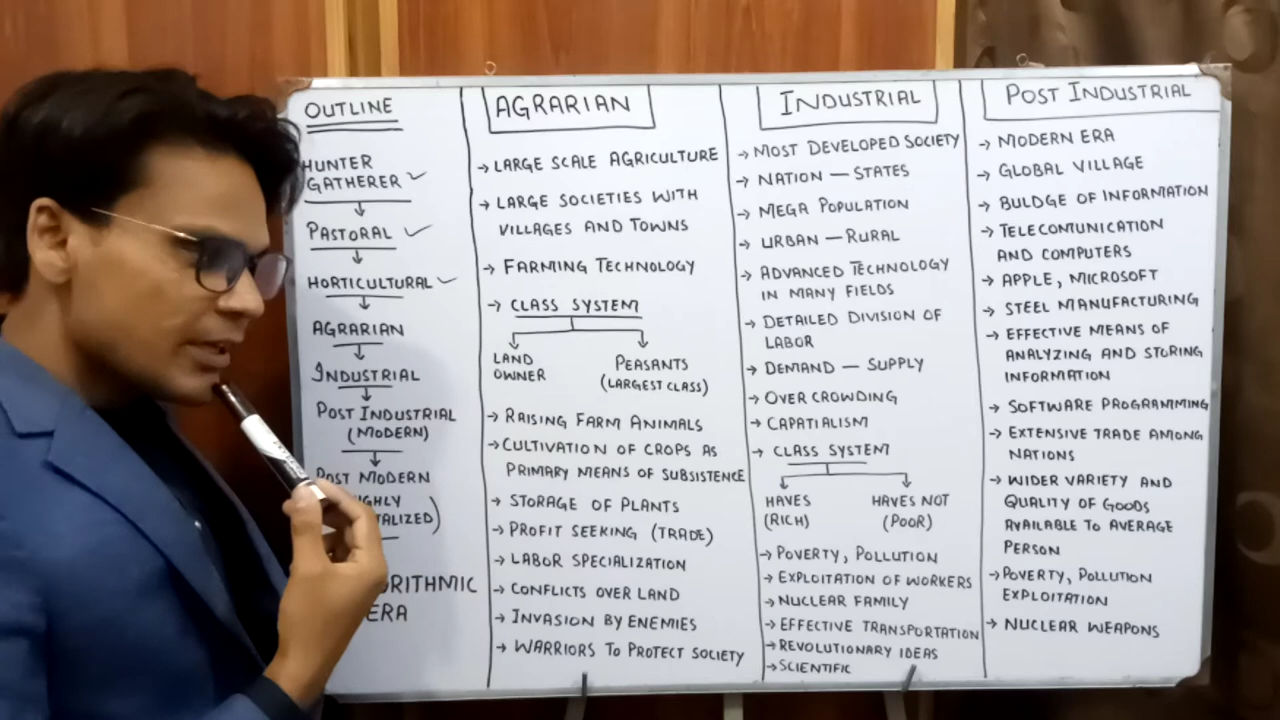 OUTLINE
HUNTER
GATHERER
PASTORAL
HORTICULTURAL
AGRARIAN
INDUSTRIAL
POST INDUSTRIAL
(MODERN)
POST MODERN
ERA
AGRARIAN
→ LARGE SCALE AGRICULTURE
→ LARGE SOCIETIES WITH
VILLAGES AND TOWNS
→ FARMING TECHNOLOGY
→ CLASS SYSTEM
LAND
OWNER
PEASANTS
(LARGEST CLASS)
→ RAISING FARM ANIMALS
→ CULTIVATION OF CROPS AS
PRIMARY MEANS OF SUBSISTENCE
→ STORAGE OF PLANTS
→ PROFIT SEEKING (TRADE)
→ LABOR SPECIALIZATION
→ CONFLICTS OVER LAND
→ INVASION BY ENEMIES
→ WARRIORS TO PROTECT SOCIETY
INDUSTRIAL
→ MOST DEVELOPED SOCIETY
→ NATION — STATES
→ MEGA POPULATION
→ URBAN — RURAL
→ ADVANCED TECHNOLOGY
IN MANY FIELDS
→ DETAILED DIVISION OF
LABOR
→ DEMAND — SUPPLY
→ OVER CROWDING
→ CAPATIALISM
→ CLASS SYSTEM
HAVES
(RICH)
HAVES NOT
(POOR)
→ POVERTY, POLLUTION
→ EXPLOITATION OF WORKERS
→ NUCLEAR FAMILY
→ EFFECTIVE TRANSPORTATION
→ REVOLUTIONARY IDEAS
→ SCIENTIFIC
POST INDUSTRIAL
→ MODERN ERA
→ GLOBAL VILLAGE
→ BULDGE OF INFORMATION
→ TELECOMUNICATION
AND COMPUTERS
→ APPLE, MICROSOFT
→ STEEL MANUFACTURING
→ EFFECTIVE MEANS OF
ANALYZING AND STORING
INFORMATION
→ SOFTWARE PROGRAMMING
→ EXTENSIVE TRADE AMONG
NATIONS
→ WIDER VARIETY AND
QUALITY OF GOODS
AVAILABLE TO AVERAGE
PERSON
→ POVERTY, POLLUTION
EXPLOITATION
→ NUCLEAR WEAPONS